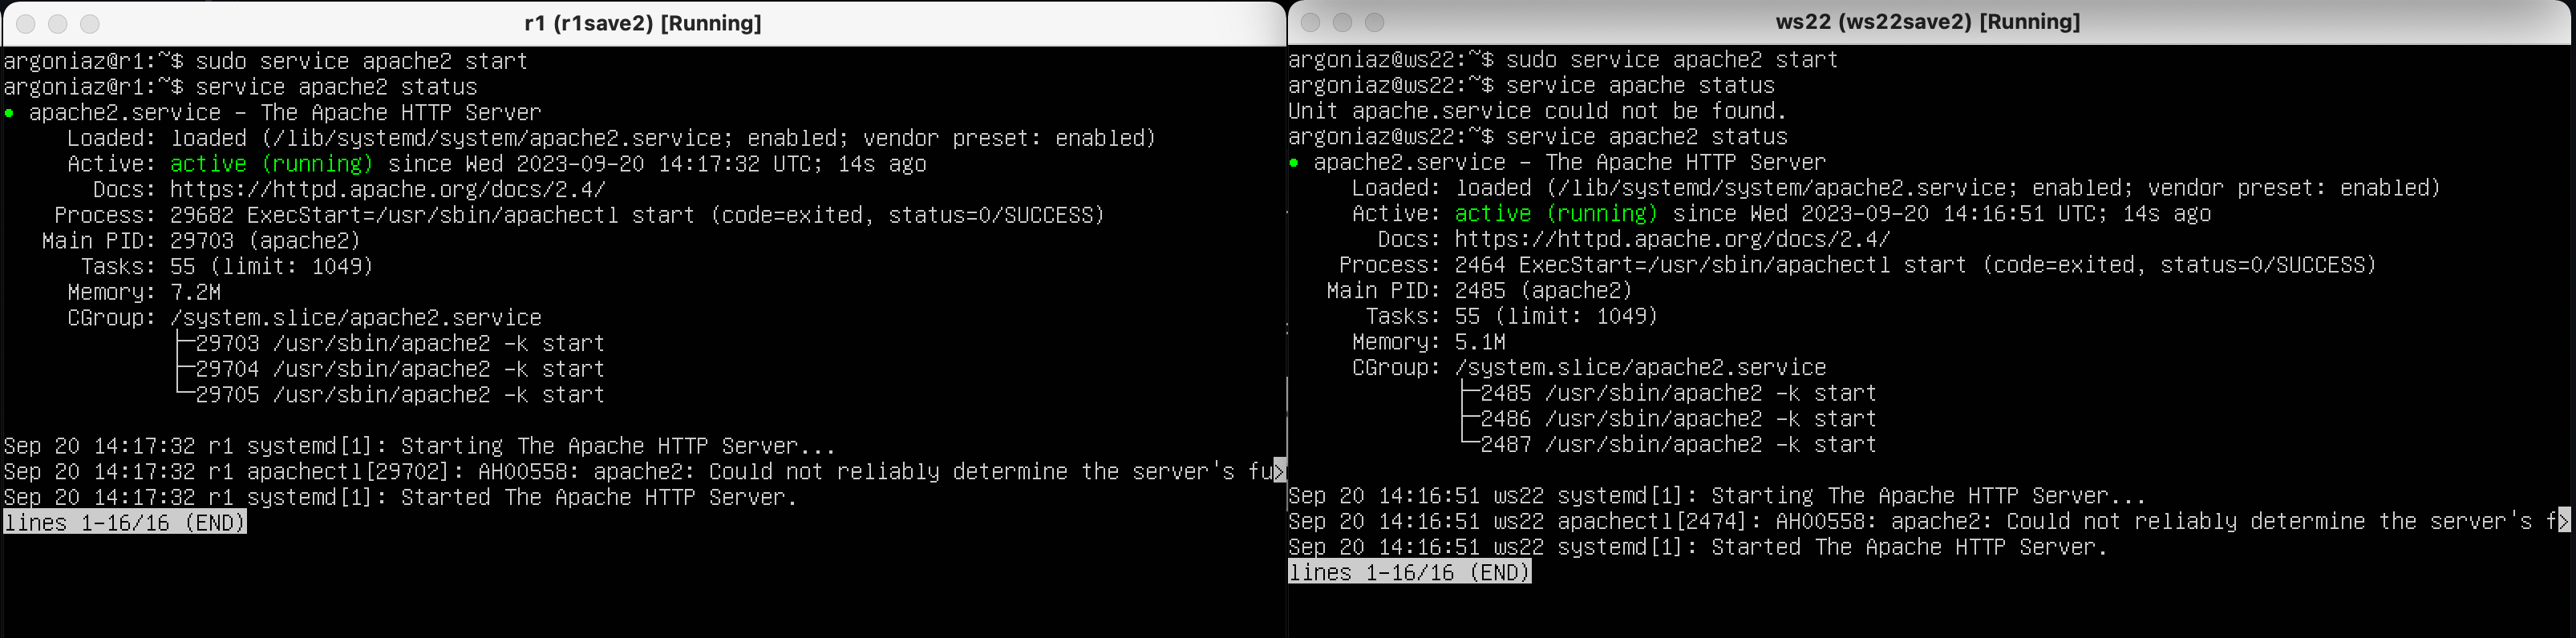 r1 (r1save2) [Running]
argoniaz@r1:~$ sudo service apache2 start
argoniaz@r1:~$ service apache2 status
● apache2.service - The Apache HTTP Server
Loaded: loaded (/lib/systemd/system/apache2.service; enabled; vendor preset: enabled)
Active: active (running) since Wed 2023-09-20 14:17:32 UTC; 14s ago
Docs: https://httpd.apache.org/docs/2.4/
Process: 29682 ExecStart=/usr/sbin/apachectl start (code=exited, status=0/SUCCESS)
Main PID: 29703 (apache2)
Tasks: 55 (limit: 1049)
Memory: 7.2M
CGroup: /system.slice/apache2.service
├─29703 /usr/sbin/apache2 -k start
├─29704 /usr/sbin/apache2 -k start
└─29705 /usr/sbin/apache2 -k start
Sep 20 14:17:32 r1 systemd[1]: Starting The Apache HTTP Server...
Sep 20 14:17:32 r1 apachectl[29702]: AH00558: apache2: Could not reliably determine the server's fu>
Sep 20 14:17:32 r1 systemd[1]: Started The Apache HTTP Server.
lines 1-16/16 (END)
ws22 (ws22save2) [Running]
argoniaz@ws22:~$ sudo service apache2 start
argoniaz@ws22:~$ service apache status
Unit apache.service could not be found.
argoniaz@ws22:~$ service apache2 status
● apache2.service - The Apache HTTP Server
Loaded: loaded (/lib/systemd/system/apache2.service; enabled; vendor preset: enabled)
Active: active (running) since Wed 2023-09-20 14:16:51 UTC; 14s ago
Docs: https://httpd.apache.org/docs/2.4/
Process: 2464 ExecStart=/usr/sbin/apachectl start (code=exited, status=0/SUCCESS)
Main PID: 2485 (apache2)
Tasks: 55 (limit: 1049)
Memory: 5.1M
CGroup: /system.slice/apache2.service
├─2485 /usr/sbin/apache2 -k start
├─2486 /usr/sbin/apache2 -k start
└─2487 /usr/sbin/apache2 -k start
Sep 20 14:16:51 ws22 systemd[1]: Starting The Apache HTTP Server...
Sep 20 14:16:51 ws22 apachectl[2474]: AH00558: apache2: Could not reliably determine the server's f>
Sep 20 14:16:51 ws22 systemd[1]: Started The Apache HTTP Server.
lines 1-16/16 (END)